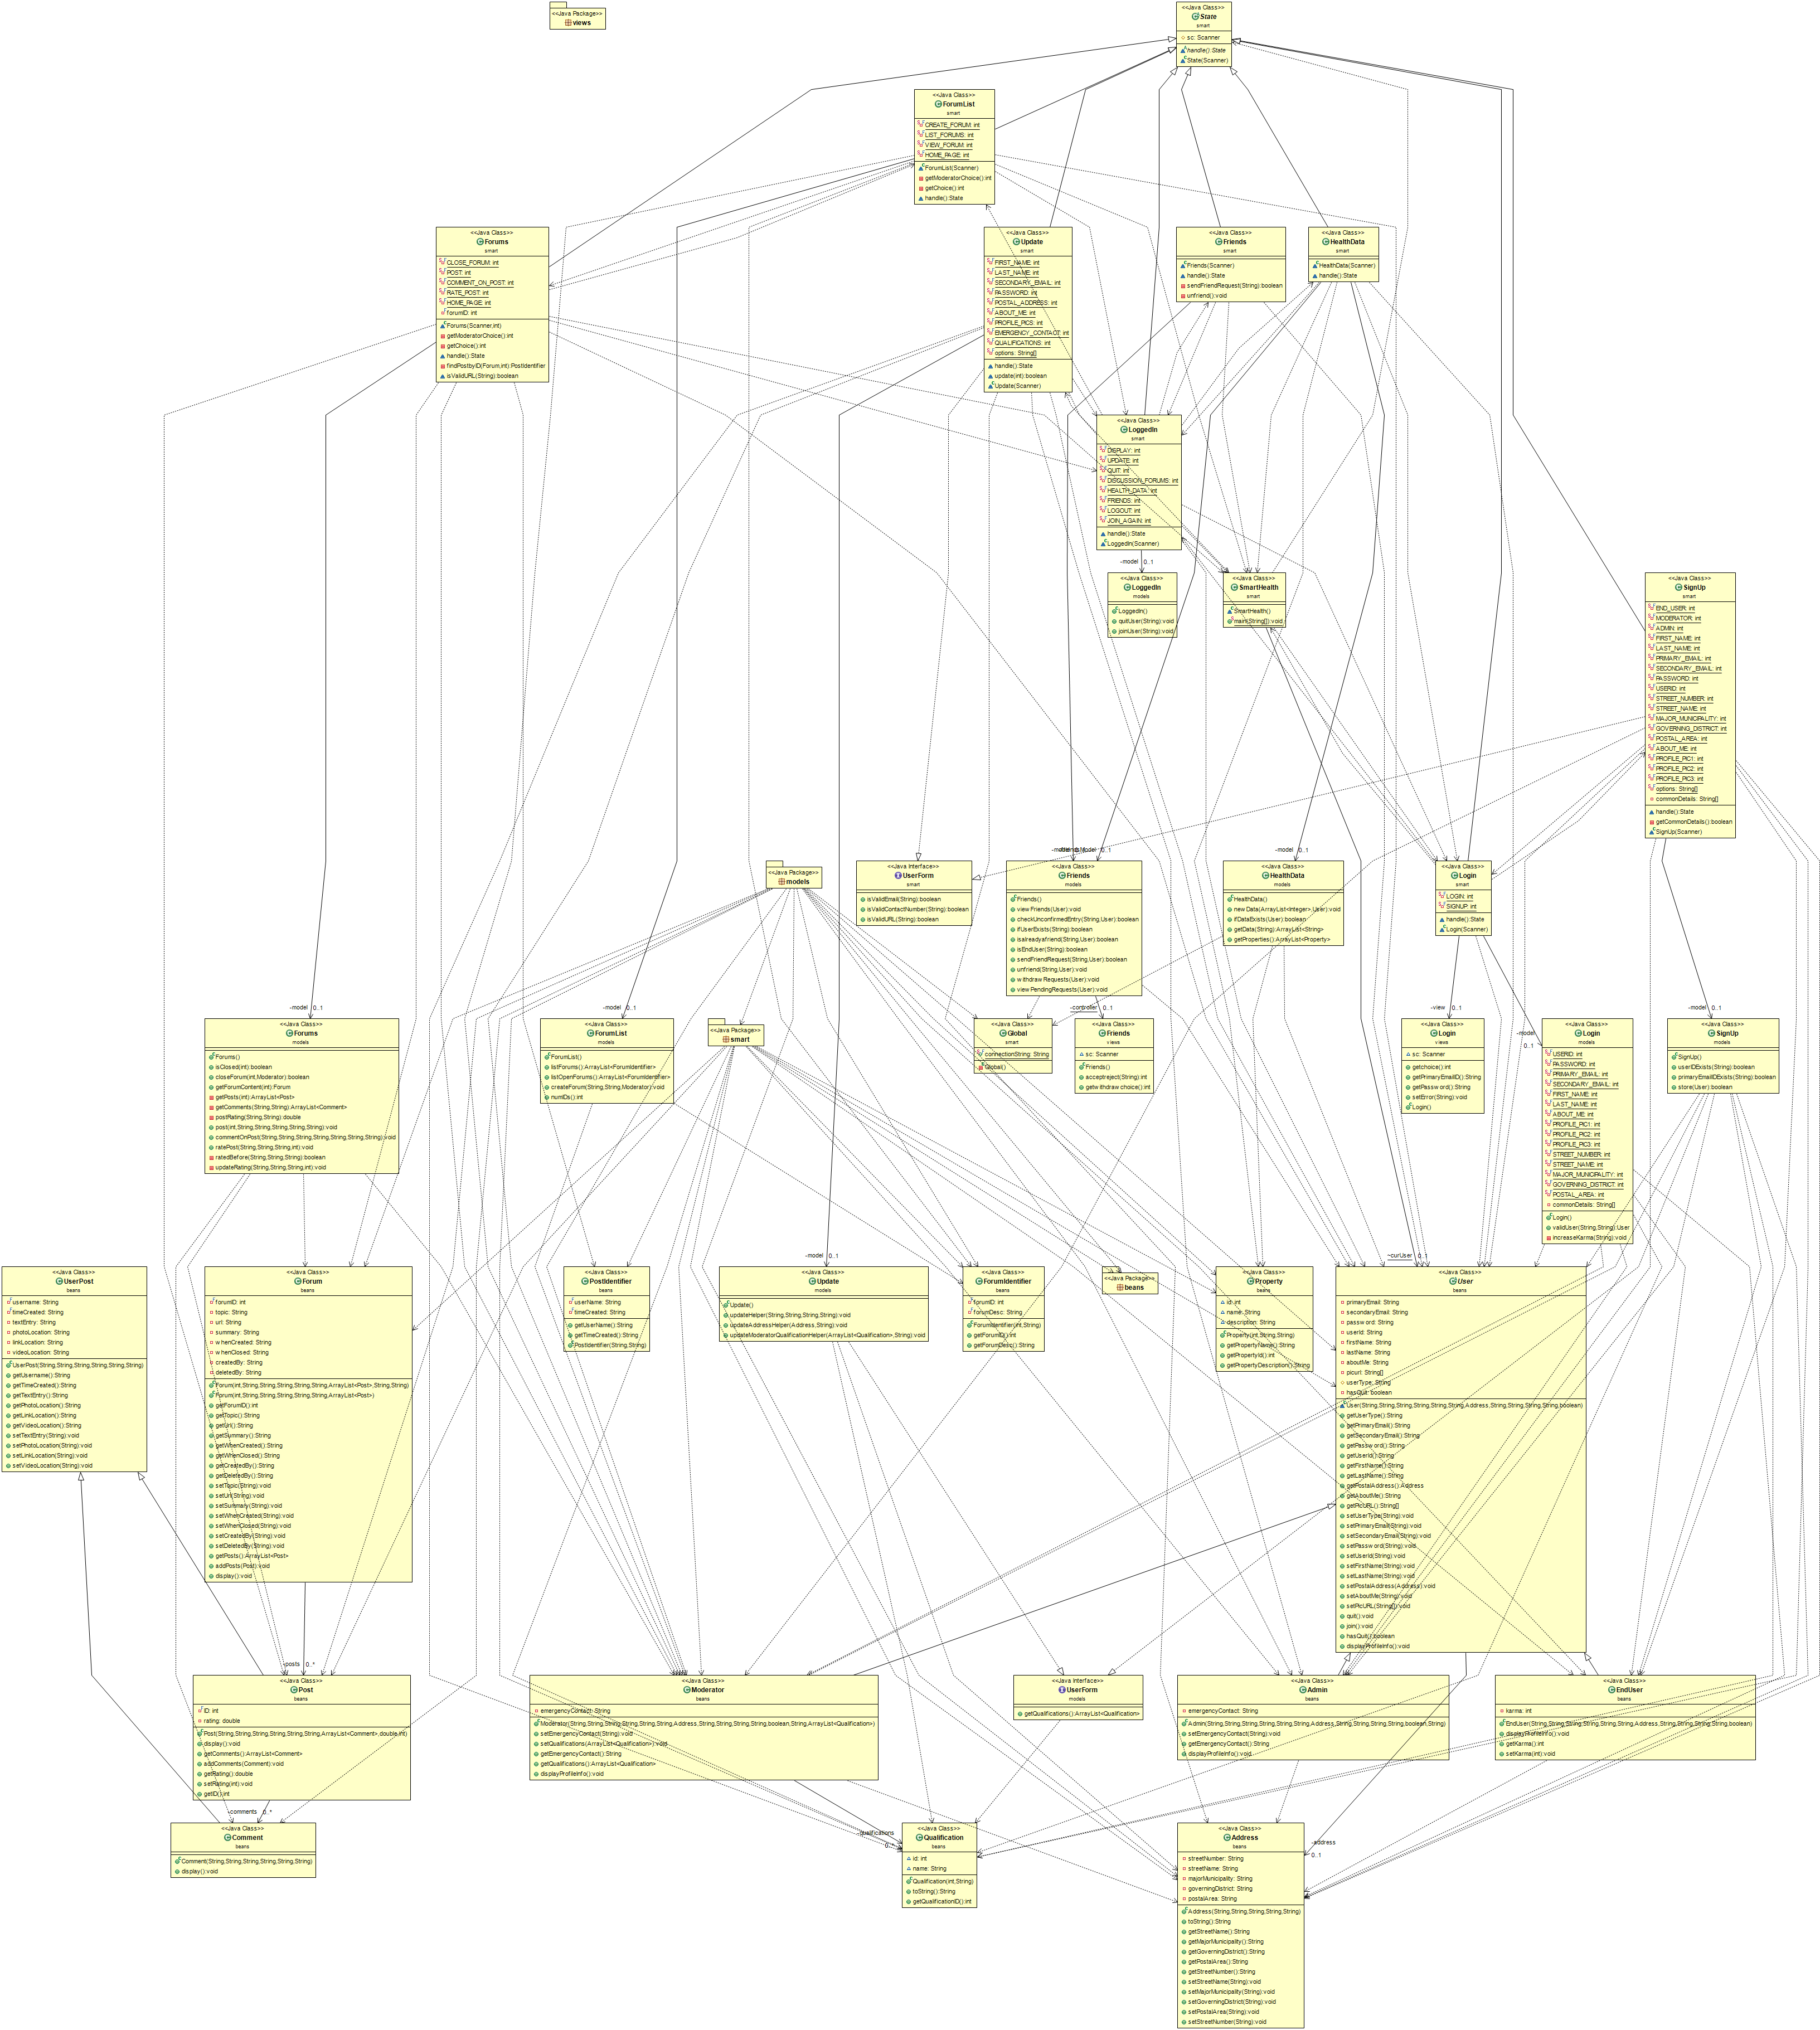 <<Java Package>>
views
<<Java Class>>
State
smart
sc: Scanner
handle():State
State(Scanner)
<<Java Class>>
ForumList
smart
CREATE_FORUM: int
LIST_FORUMS: int
VIEW_FORUM: int
HOME_PAGE: int
ForumList(Scanner)
getModeratorChoice():int
getChoice():int
handle():State
<<Java Class>>
Forums
smart
CLOSE_FORUM: int
POST: int
COMMENT_ON_POST: int
RATE_POST: int
HOME_PAGE: int
forumID: int
Forums(Scanner,int)
getModeratorChoice():int
getChoice():int
handle():State
findPostbyID(Forum,int):PostIdentifier
isValidURL(String):boolean
<<Java Class>>
Update
smart
FIRST_NAME: int
LAST_NAME: int
SECONDARY_EMAIL: int
PASSWORD: int
POSTAL_ADDRESS: int
ABOUT_ME: int
PROFILE_PICS: int
EMERGENCY_CONTACT: int
QUALIFICATIONS: int
options: String[]
handle():State
update(int):boolean
Update(Scanner)
<<Java Class>>
Friends
smart
Friends(Scanner)
handle():State
sendFriendRequest(String):boolean
unfriend():void
<<Java Class>>
HealthData
smart
HealthData(Scanner)
handle():State
<<Java Class>>
LoggedIn
smart
DISPLAY: int
UPDATE: int
QUIT: int
DISCUSSION_FORUMS: int
HEALTH_DATA: int
FRIENDS: int
LOGOUT: int
JOIN_AGAIN: int
handle():State
LoggedIn(Scanner)
-model 0..1
<<Java Class>>
LoggedIn
models
LoggedIn()
quitUser(String):void
joinUser(String):void
<<Java Class>>
SmartHealth
smart
SmartHealth()
main(String[]):void
<<Java Class>>
SignUp
smart
END_USER: int
MODERATOR: int
ADMIN: int
FIRST_NAME: int
LAST_NAME: int
PRIMARY_EMAIL: int
SECONDARY_EMAIL: int
PASSWORD: int
USERID: int
STREET_NUMBER: int
STREET_NAME: int
MAJOR_MUNICIPALITY: int
GOVERNING_DISTRICT: int
POSTAL_AREA: int
ABOUT_ME: int
PROFILE_PIC1: int
PROFILE_PIC2: int
PROFILE_PIC3: int
options: String[]
commonDetails: String[]
handle():State
getCommonDetails():boolean
SignUp(Scanner)
<<Java Package>>
models
<<Java Interface>>
UserForm
smart
isValidEmail(String):boolean
isValidContactNumber(String):boolean
isValidURL(String):boolean
0..1
<<Java Class>>
Friends
models
Friends()
viewFriends(User):void
checkUnconfirmedEntry(String,User):boolean
ifUserExists(String):boolean
isalreadyafriend(String,User):boolean
isEndUser(String):boolean
sendFriendRequest(String,User):boolean
unfriend(String,User):void
withdrawRequests(User):void
viewPendingRequests(User):void
-model 0..1
<<Java Class>>
HealthData
models
HealthData()
newData(ArrayList<Integer>,User):void
ifDataExists(User):boolean
getData(String):ArrayList<String>
getProperties():ArrayList<Property>
<<Java Class>>
Login
smart
LOGIN: int
SIGNUP: int
handle():State
Login(Scanner)
-model 0..1
<<Java Class>>
Forums
models
Forums()
isClosed(int):boolean
closeForum(int,Moderator):boolean
getForumContent(int):Forum
getPosts(int):ArrayList<Post>
getComments(String,String):ArrayList<Comment>
postRating(String,String):double
post(int,String,String,String,String,String):void
commentOnPost(String,String,String,String,String,String,String):void
ratePost(String,String,String,int):void
ratedBefore(String,String,String):boolean
updateRating(String,String,String,int):void
-model 0..1
<<Java Class>>
ForumList
models
ForumList()
listForums():ArrayList<ForumIdentifier>
listOpenForums():ArrayList<ForumIdentifier>
createForum(String,String,Moderator):void
numIDs():int
<<Java Package>>
smart
<<Java Class>>
Global
smart
connectionString: String
Global()
-controller 0..1
<<Java Class>>
Friends
views
sc: Scanner
Friends()
acceptreject(String):int
getwithdrawchoice():int
-view 0..1
<<Java Class>>
Login
views
sc: Scanner
getchoice():int
getPrimaryEmailID():String
getPassword():String
setError(String):void
Login()
-model
0..1
<<Java Class>>
Login
models
USERID: int
PASSWORD: int
PRIMARY_EMAIL: int
SECONDARY_EMAIL: int
FIRST_NAME: int
LAST_NAME: int
ABOUT_ME: int
PROFILE_PIC1: int
PROFILE_PIC2: int
PROFILE_PIC3: int
STREET_NUMBER: int
STREET_NAME: int
MAJOR_MUNICIPALITY: int
GOVERNING_DISTRICT: int
POSTAL_AREA: int
commonDetails: String[]
Login()
validUser(String,String):User
increaseKarma(String):void
-model 0..1
<<Java Class>>
SignUp
models
SignUp()
userIDExists(String):boolean
primaryEmailIDExists(String):boolean
store(User):boolean
<<Java Class>>
UserPost
beans
username: String
timeCreated: String
textEntry: String
photoLocation: String
linkLocation: String
videoLocation: String
UserPost(String,String,String,String,String,String)
getUsername():String
getTimeCreated():String
getTextEntry():String
getPhotoLocation():String
getLinkLocation():String
getVideoLocation():String
setTextEntry(String):void
setPhotoLocation(String):void
setLinkLocation(String):void
setVideoLocation(String):void
<<Java Class>>
Forum
beans
forumID: int
topic: String
url: String
summary: String
whenCreated: String
whenClosed: String
createdBy: String
deletedBy: String
Forum(int,String,String,String,String,String,ArrayList<Post>,String,String)
Forum(int,String,String,String,String,String,ArrayList<Post>)
getForumID():int
getTopic():String
getUrl():String
getSummary():String
getWhenCreated():String
getWhenClosed():String
getCreatedBy():String
getDeletedBy():String
setTopic(String):void
setUrl(String):void
setSummary(String):void
setWhenCreated(String):void
setWhenClosed(String):void
setCreatedBy(String):void
setDeletedBy(String):void
getPosts():ArrayList<Post>
addPosts(Post):void
display():void
<<Java Class>>
PostIdentifier
beans
userName: String
timeCreated: String
getUserName():String
getTimeCreated():String
PostIdentifier(String,String)
-model 0..1
<<Java Class>>
Update
models
Update()
updateHelper(String,String,String,String):void
updateAddressHelper(Address,String):void
updateModeratorQualificationHelper(ArrayList<Qualification>,String):void
<<Java Class>>
ForumIdentifier
beans
forumID: int
forumDesc: String
ForumIdentifier(int,String)
getForumID():int
getForumDesc():String
<<Java Package>>
beans
<<Java Class>>
Property
beans
id: int
name: String
description: String
Property(int,String,String)
getPropertyName():String
getPropertyId():int
getPropertyDescription():String
~curUser 0..1
<<Java Class>>
User
beans
primaryEmail: String
secondaryEmail: String
password: String
userId: String
firstName: String
lastName: String
aboutMe: String
picurl: String[]
userType: String
hasQuit: boolean
User(String,String,String,String,String,String,Address,String,String,String,String,boolean)
getUserType():String
getPrimaryEmail():String
getSecondaryEmail():String
getPassword():String
getUserId():String
getFirstName():String
getLastName():String
getPostalAddress():Address
getAboutMe():String
getPicURL():String[]
setUserType(String):void
setPrimaryEmail(String):void
setSecondaryEmail(String):void
setPassword(String):void
setUserId(String):void
setFirstName(String):void
setLastName(String):void
setPostalAddress(Address):void
setAboutMe(String):void
setPicURL(String[]):void
quit():void
join():void
hasQuit():boolean
displayProfileInfo():void
-posts 0..*
<<Java Class>>
Post
beans
ID: int
rating: double
Post(String,String,String,String,String,String,ArrayList<Comment>,double,int)
display():void
getComments():ArrayList<Comment>
addComments(Comment):void
getRating():double
setRating(int):void
getID():int
<<Java Class>>
Moderator
beans
emergencyContact: String
Moderator(String,String,String,String,String,String,Address,String,String,String,String,boolean,String,ArrayList<Qualification>)
setEmergencyContact(String):void
setQualifications(ArrayList<Qualification>):void
getEmergencyContact():String
getQualifications():ArrayList<Qualification>
displayProfileInfo():void
<<Java Interface>>
UserForm
models
getQualifications():ArrayList<Qualification>
<<Java Class>>
Admin
beans
emergencyContact: String
Admin(String,String,String,String,String,String,Address,String,String,String,String,boolean,String)
setEmergencyContact(String):void
getEmergencyContact():String
displayProfileInfo():void
<<Java Class>>
EndUser
beans
karma: int
EndUser(String,String,String,String,String,String,Address,String,String,String,String,boolean)
displayProfileInfo():void
getKarma():int
setKarma(int):void
-comments 0..*
<<Java Class>>
Comment
beans
Comment(String,String,String,String,String,String)
display():void
-qualifications
0..*
<<Java Class>>
Qualification
beans
id: int
name: String
Qualification(int,String)
toString():String
getQualificationID():int
-address
0..1
<<Java Class>>
Address
beans
streetNumber: String
streetName: String
majorMunicipality: String
governingDistrict: String
postalArea: String
Address(String,String,String,String,String)
toString():String
getStreetName():String
getMajorMunicipality():String
getGoverningDistrict():String
getPostalArea():String
getStreetNumber():String
setStreetName(String):void
setMajorMunicipality(String):void
setGoverningDistrict(String):void
setPostalArea(String):void
setStreetNumber(String):void